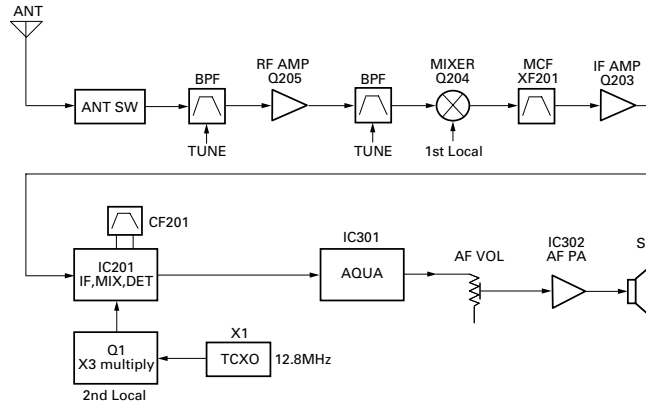 ANT
ANT SW
BPF
TUNE
RF AMP
Q205
BPF
TUNE
MIXER
Q204
1st Local
MCF
XF201
IF AMP
Q203
CF201
IC201
IF,MIX,DET
IC301
AQUA
AF VOL
IC302
AF PA
S
Q1
X3 multiply
2nd Local
X1
TCXO
12.8MHz